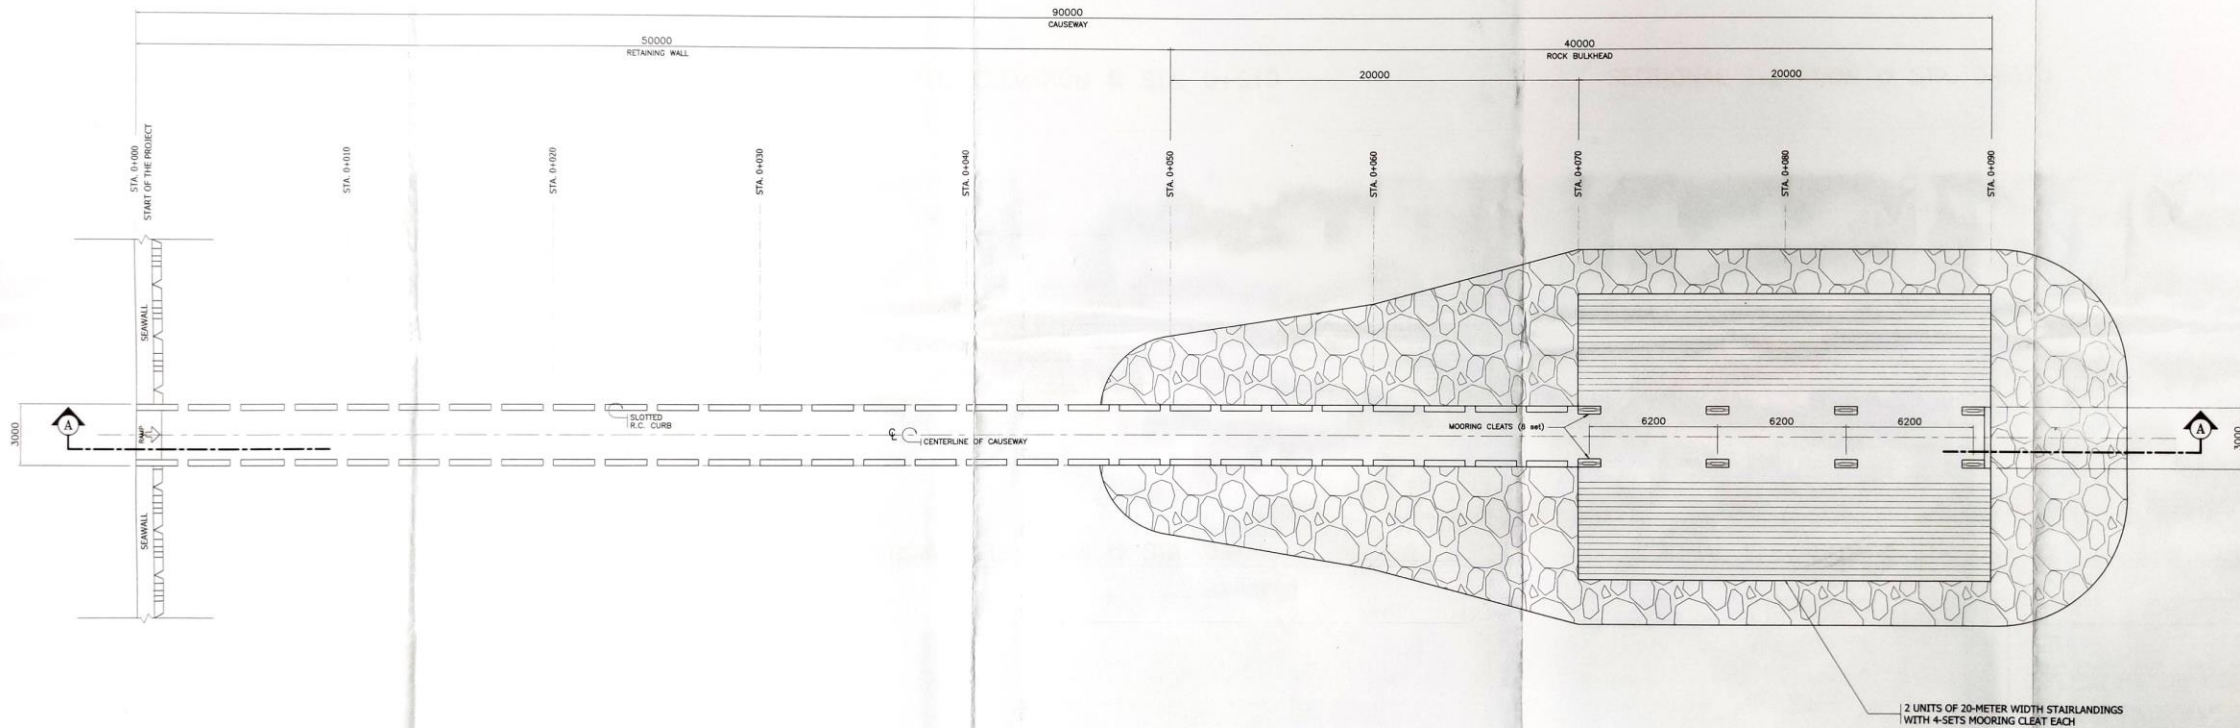 90000
CAUSEWAY
50000
RETAINING WALL
40000
ROCK BULKHEAD
20000
20000
STA. 0+000
START OF THE PROJECT
STA. 0+010
STA. 0+020
STA. 0+030
STA. 0+040
STA. 0+050
STA. 0+060
STA. 0+070
STA. 0+080
STA. 0+090
SEAWALL
3000
A
RAMP
SLOTTED
R.C. CURB
CL
CENTERLINE OF CAUSEWAY
MOORING CLEATS (8 set)
6200
6200
6200
A
3000
SEAWALL
2 UNITS OF 20-METER WIDTH STAIRLANDINGS
WITH 4-SETS MOORING CLEAT EACH